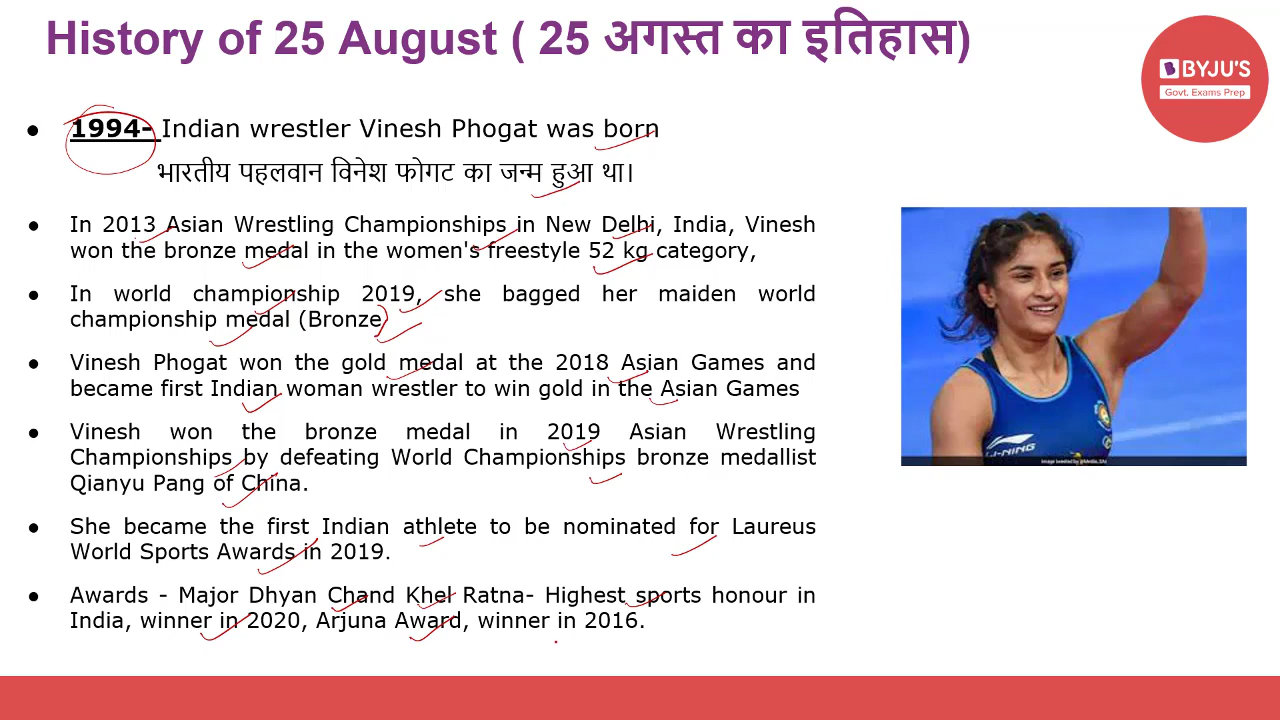 History of 25 August ( 25 अगस्त का इतिहास)
BYJU'S
Govt. Exams Prep
● 1994- Indian wrestler Vinesh Phogat was born
भारतीय पहलवान विनेश फोगट का जन्म हुआ था।
● In 2013 Asian Wrestling Championships in New Delhi, India, Vinesh
won the bronze medal in the women's freestyle 52 kg category,
● In world championship 2019, she bagged her maiden world
championship medal (Bronze)
● Vinesh Phogat won the gold medal at the 2018 Asian Games and
became first Indian woman wrestler to win gold in the Asian Games
● Vinesh won the bronze medal in 2019 Asian Wrestling
Championships by defeating World Championships bronze medallist
Qianyu Pang of China.
● She became the first Indian athlete to be nominated for Laureus
World Sports Awards in 2019.
● Awards - Major Dhyan Chand Khel Ratna- Highest sports honour in
India, winner in 2020, Arjuna Award, winner in 2016.
LI-NING